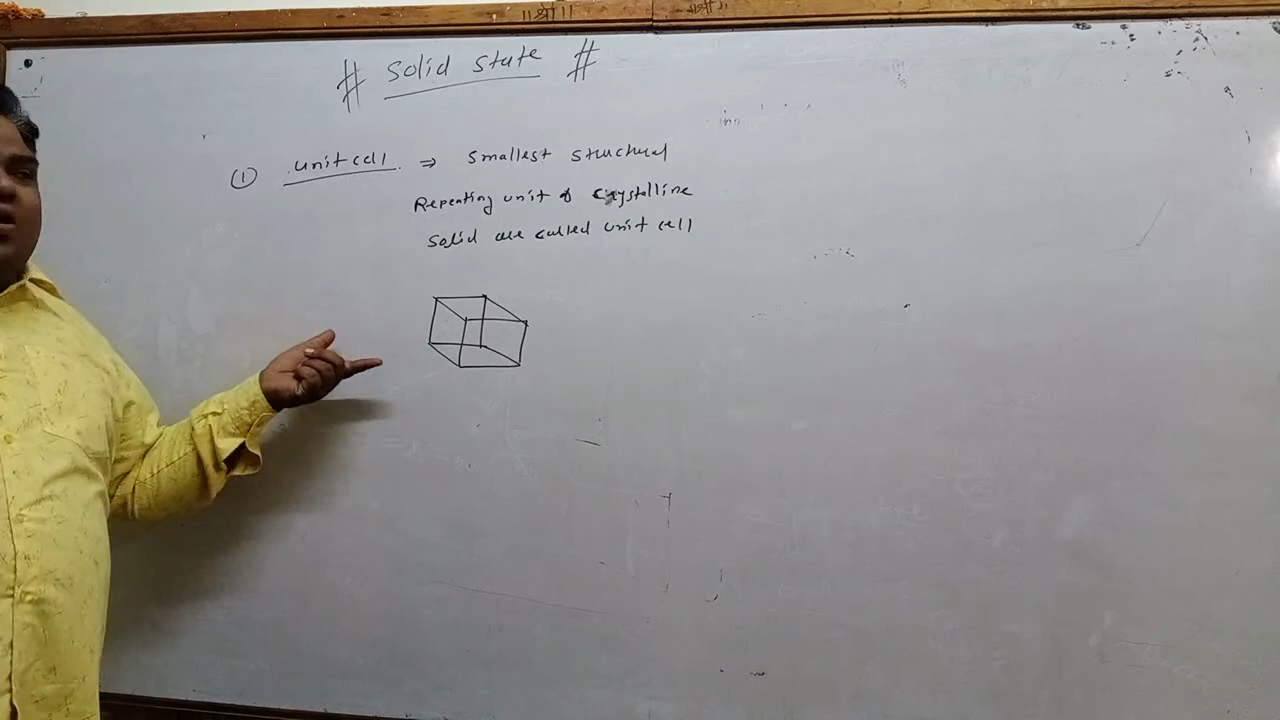 ॥श्री॥ ॥श्री॥
# Solid State #
① unit cell ⇒ Smallest structural
Repeating unit of Crystalline
Solid are called unit cell